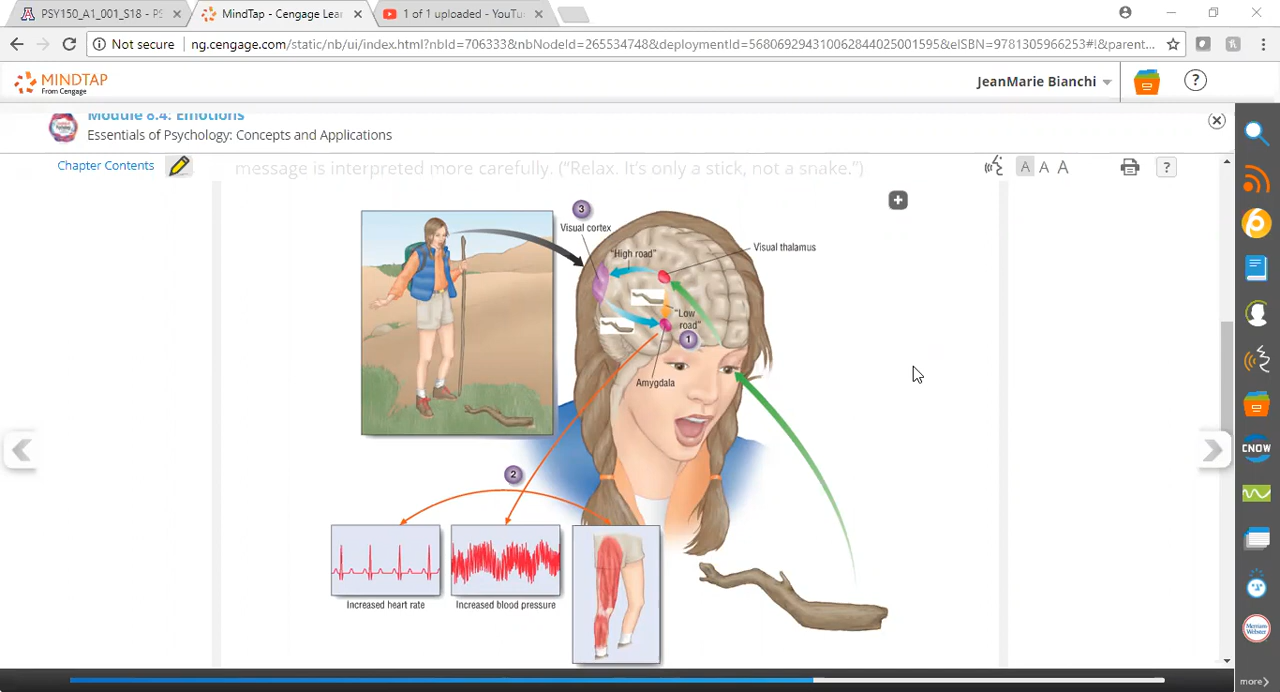 PSY150_A1_001_S18 - PS
MindTap - Cengage Lea
1 of 1 uploaded - YouTu
Not secure
ng.cengage.com/static/nb/ui/index.html?nbId=706333&nbNodeId=265534748&deploymentId=568069294310062844025001595&eISBN=9781305966253#!&parent...
MINDTAP
From Cengage
JeanMarie Bianchi
?
Module 8.4: Emotions
Essentials of Psychology: Concepts and Applications
Chapter Contents
message is interpreted more carefully. (“Relax. It’s only a stick, not a snake.”)
A A A
?
3
Visual cortex
"High road"
Visual thalamus
"Low
road"
1
Amygdala
2
Increased heart rate
Increased blood pressure
CNOW
more